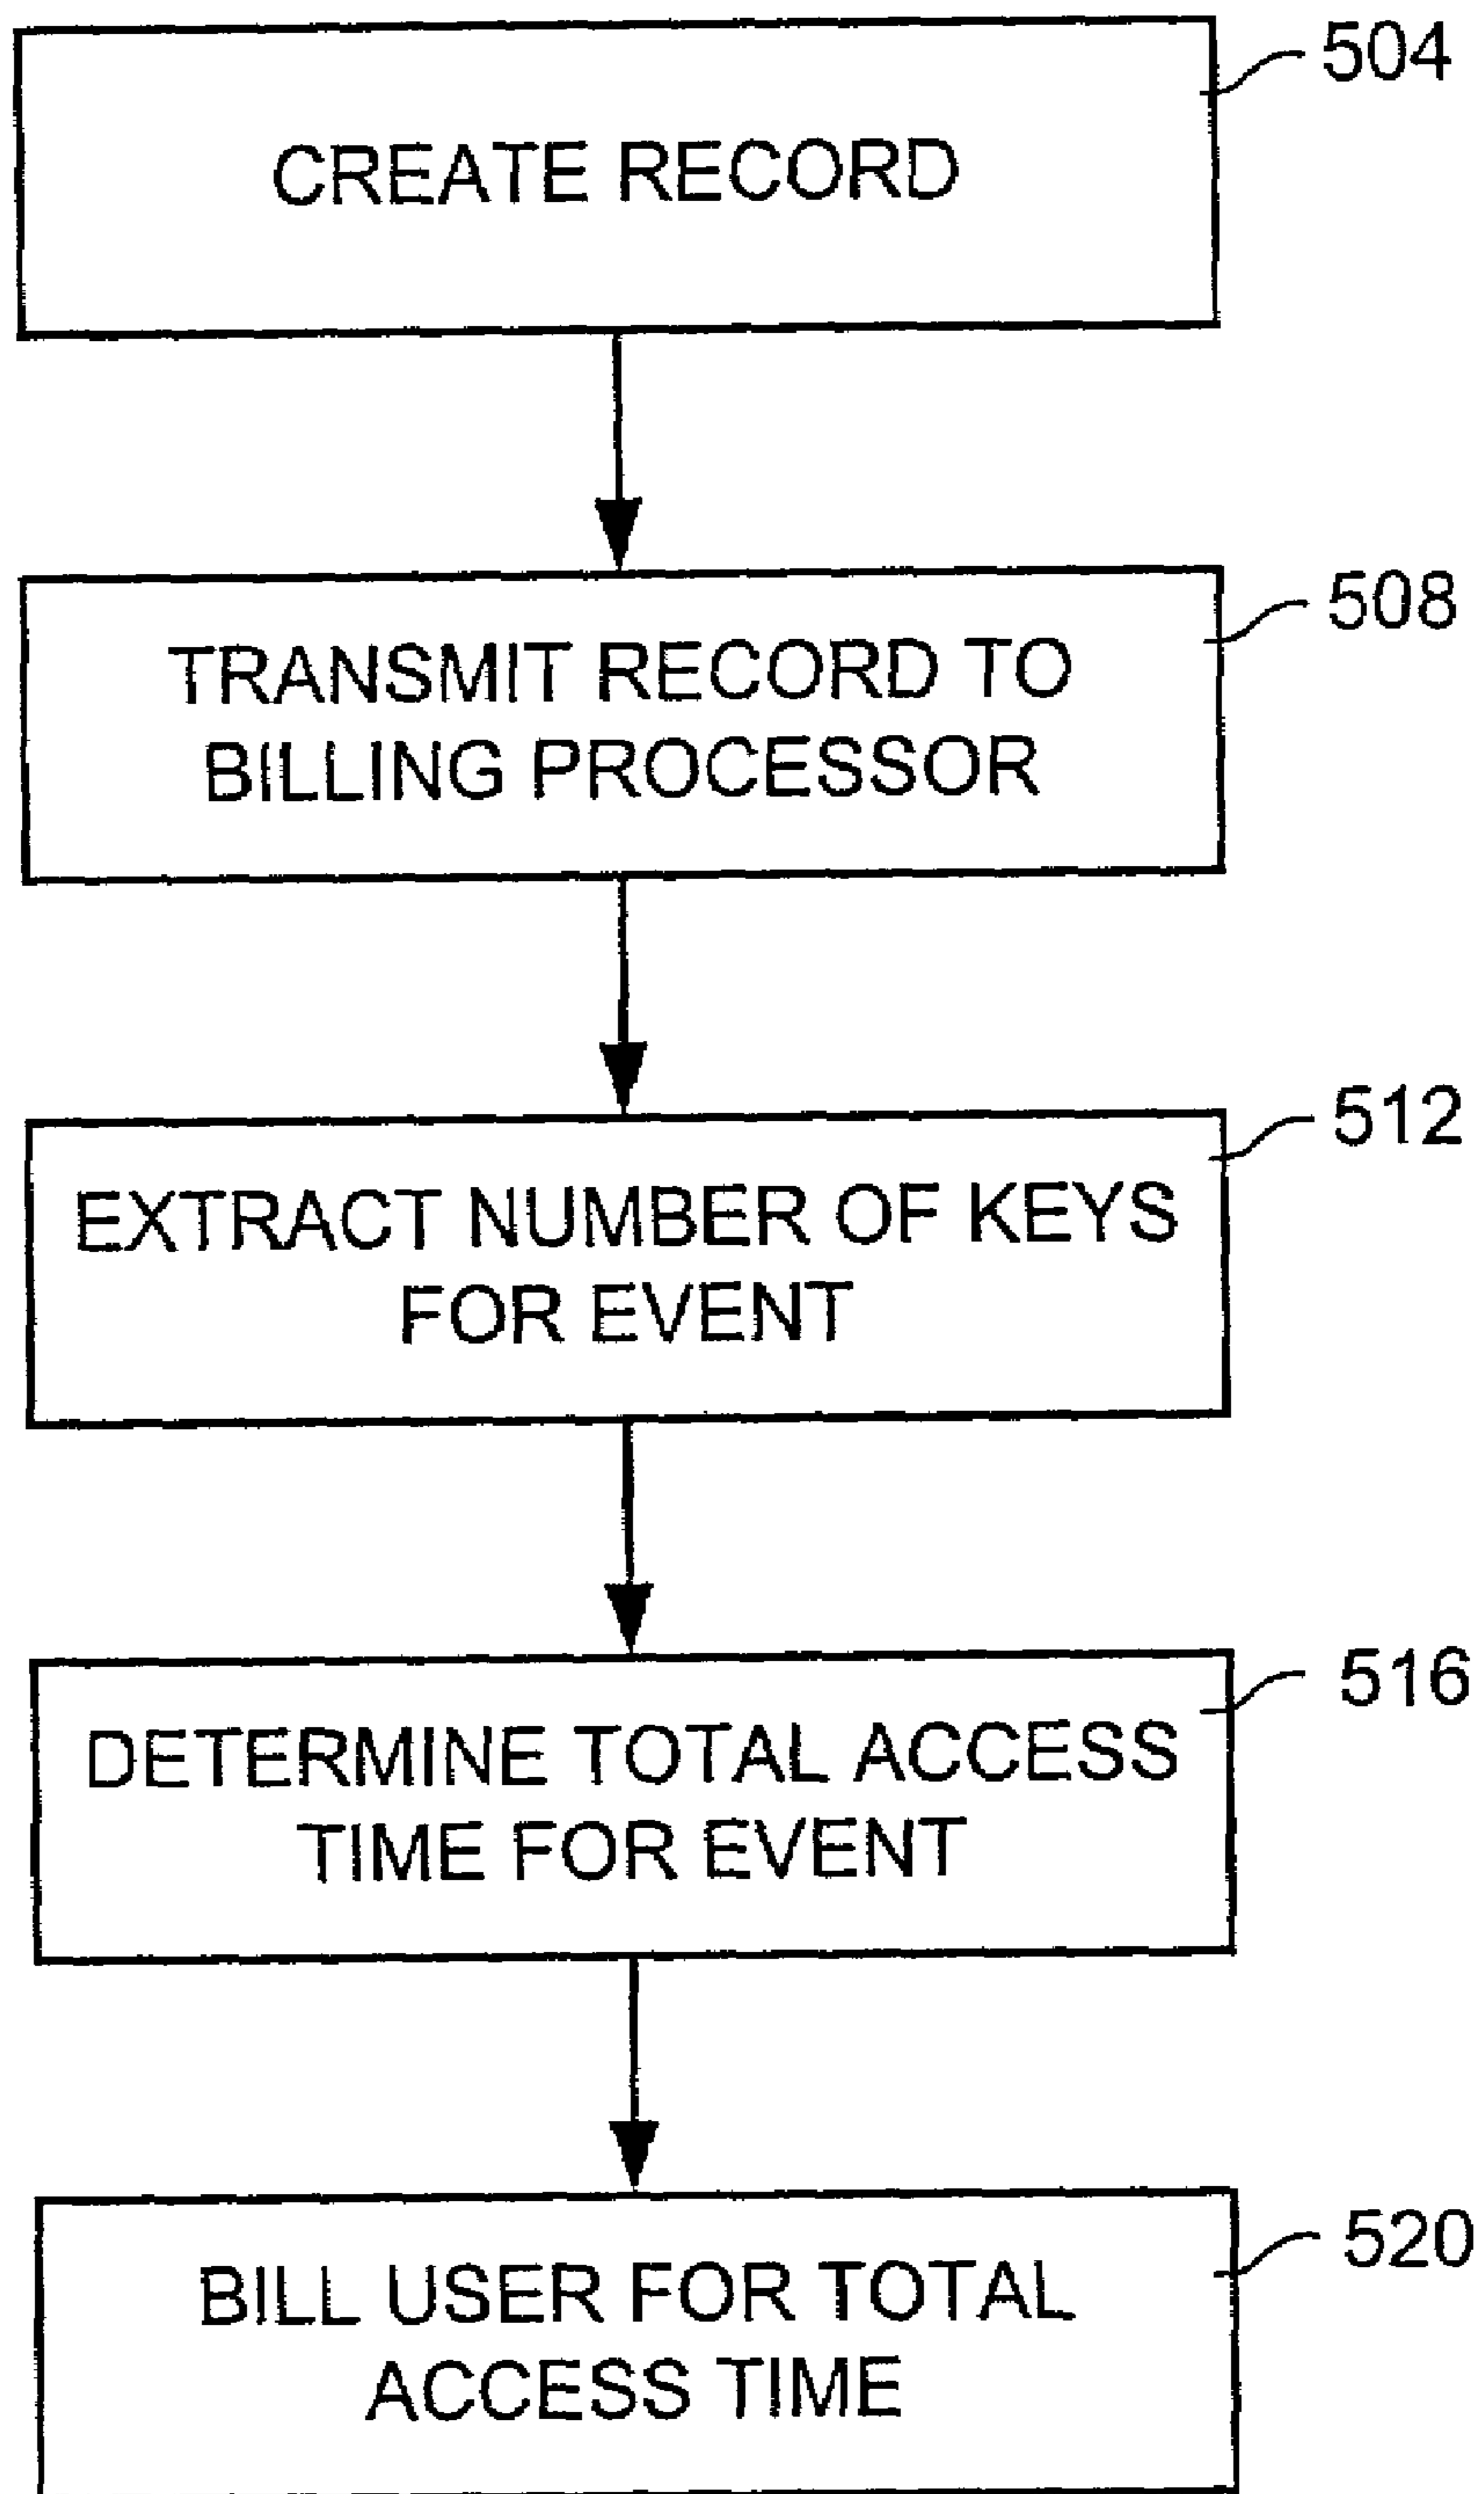 504
CREATE RECORD
508
TRANSMIT RECORD TO
BILLING PROCESSOR
512
EXTRACT NUMBER OF KEYS
FOR EVENT
516
DETERMINE TOTAL ACCESS
TIME FOR EVENT
520
BILL USER FOR TOTAL
ACCESS TIME